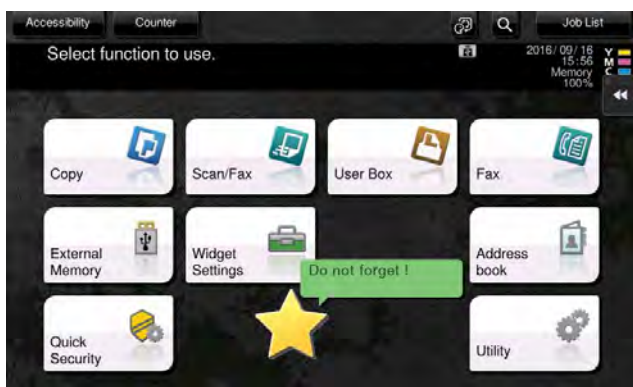 Accessibility
Counter
Job List
Select function to use.
2016/09/16
15:56
Memory
100%
Y
M
C
Copy
Scan/Fax
User Box
Fax
External
Memory
Widget
Settings
Do not forget !
Address
book
Quick
Security
Utility